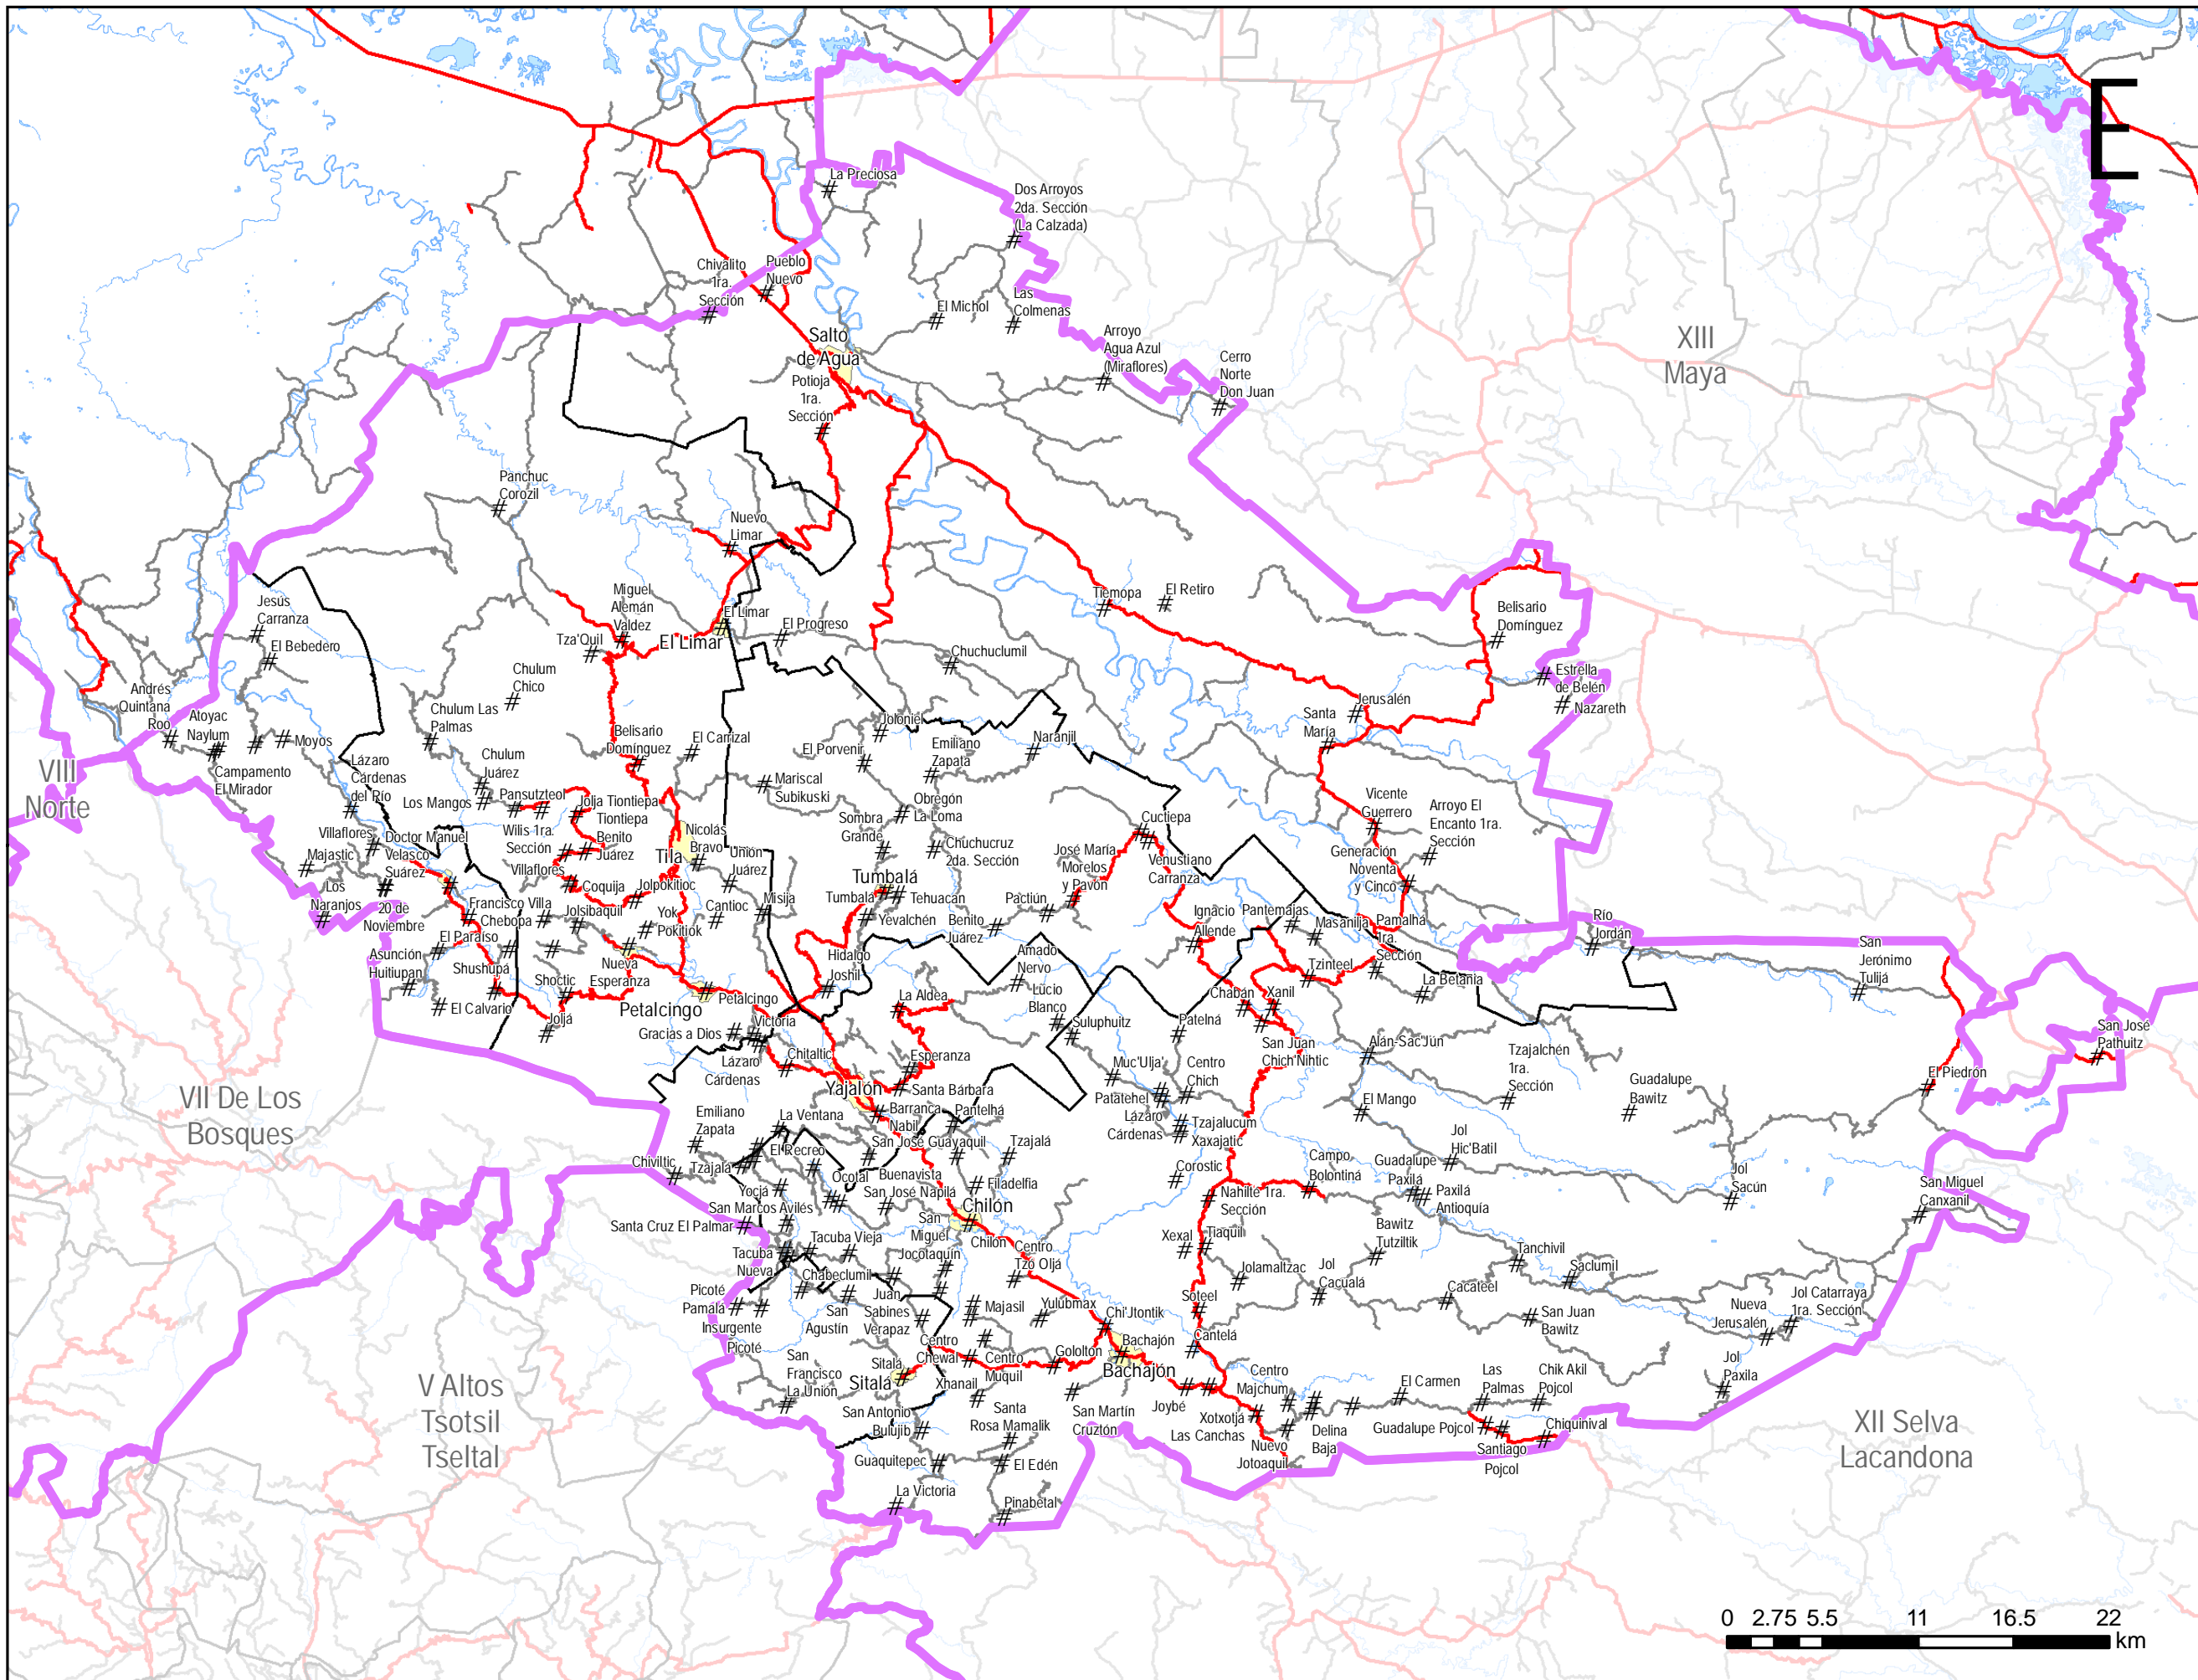 E
La Preciosa
Dos Arroyos
2da. Sección
(La Calzada)
Chivalito
1ra.
Sección
Pueblo
Nuevo
El Michol
Las
Colmenas
Salto
de Agua
Arroyo
Agua Azul
(Miraflores)
Cerro
Norte
Don Juan
XIII
Maya
Potioja
1ra.
Sección
Panchuc
Corozil
Nuevo
Limar
Tiemopa
El Retiro
Belisario
Domínguez
Jesús
Carranza
El Bebedero
Miguel
Alemán
Valdez
Tza'Quil
El Limar
El Limar
El Progreso
Chuchuclumil
Estrella
de Belén
Nazareth
Andrés
Quintana
Roo
Atoyac
Naylum
Moyos
Campamento
El Mirador
Chulum
Chico
Chulum Las
Palmas
Belisario
Domínguez
El Carrizal
Joloniel
El Porvenir
Emiliano
Zapata
Naranjil
Jerusalén
Santa
María
VIII
Norte
Lázaro
Cárdenas
del Río
Chulum
Juárez
Los Mangos
Pansutzteol
Jolja Tiontiepa
Tiontiepa
Mariscal
Subikuski
Obregón
La Loma
Sombra
Grande
Chuchucruz
2da. Sección
Cuctiepa
Vicente
Guerrero
Arroyo El
Encanto 1ra.
Sección
Villaflores
Doctor Manuel
Velasco
Suárez
Majastic
Wilis 1ra.
Sección
Benito
Juárez
Nicolás
Bravo
Tila
Unión
Juárez
José María
Morelos
y Pavón
Venustiano
Carranza
Generación
Noventa
y Cinco
Los
Naranjos
20 de
Noviembre
Villaflores
Coquija
Jolpokitioc
Tumbalá
Tumbalá
Tehuacán
Yevalchén
Pactiún
Benito
Juárez
Francisco Villa
Chebopa
Jolsibaquil
Yok
Pokitiok
Cantioc
Misija
Ignacio
Allende
Pantemajas
Masanilja
Pamalhá
1ra.
Sección
Río
Jordán
San
Jerónimo
Tulijá
El Paraíso
Asunción
Huitiupan
Shushupá
El Calvario
Shoctic
Joljá
Nueva
Esperanza
Hidalgo
Joshil
Amado
Nervo
Lucio
Blanco
La Aldea
Tzinteel
La Betania
Petalcingo
Petalcingo
Chabán
Xanil
Victoria
Gracias a Dios
Suluphuitz
Patelná
San Juan
Chich'Nihtic
Alán-Sac'Jún
Tzajalchén
1ra.
Sección
San José
Pathuitz
El Piedrón
Lázaro
Cárdenas
Chitaltic
Esperanza
Santa Bárbara
Yajalón
Muc'Ulja'
Centro
Chich
Patatehel
Lázaro
Cárdenas
El Mango
Guadalupe
Bawitz
VII De Los
Bosques
Emiliano
Zapata
La Ventana
Barranca
Nabil
Pantelhá
San José Guayaquil
Tzajalá
Tzajalucum
Xaxajatic
Jol
Hic'Batil
Chiviltic
Tzajalá
El Recreo
Buenavista
Filadelfia
Corostic
Campo
Bolontiná
Guadalupe
Paxilá
Paxilá
Antioquía
Jol
Sacún
San Miguel
Canxanil
Yocjá
Ocotal
San José Napilá
Chilón
Chilón
San Marcos Avilés
Santa Cruz El Palmar
Nahilte 1ra.
Sección
Xexal
Tiaquil
Bawitz
Tutziltik
Tacuba
Nueva
Tacuba Vieja
San
Miguel
Jocotaquín
Centro
Tzo Oljá
Jolamaltzac
Jol
Cacualá
Tanchivil
Saclumil
Chabeclumil
Picoté
Pamalá
Insurgente
Picoté
San
Agustín
Juan
Sabines
Verapaz
Majasil
Yulubmax
Chi'Jtontik
Soteel
Cacateel
San Juan
Bawitz
Nueva
Jerusalén
Jol Catarraya
1ra. Sección
Centro
Chewal
Centro
Muquil
Golotlon
Bachajón
Bachajón
Cantelá
Sitalá
Sitalá
San
Francisco
La Unión
Xhanail
Centro
Majchum
El Carmen
Las
Palmas
Chik Akil
Pojcol
Jol
Paxila
San Antonio
Bulujib
Santa
Rosa Mamalik
San Martín
Cruztón
Joybé
Xotxotjá
Las Canchas
Delina
Baja
Guadalupe Pojcol
Chiquinival
Santiago
Pojcol
V Altos
Tsotsil
Tseltal
XII Selva
Lacandona
Guaquitepec
El Edén
Nuevo
Jotoaquil
La Victoria
Pinabetal
0 2.75 5.5 11 16.5 22
km